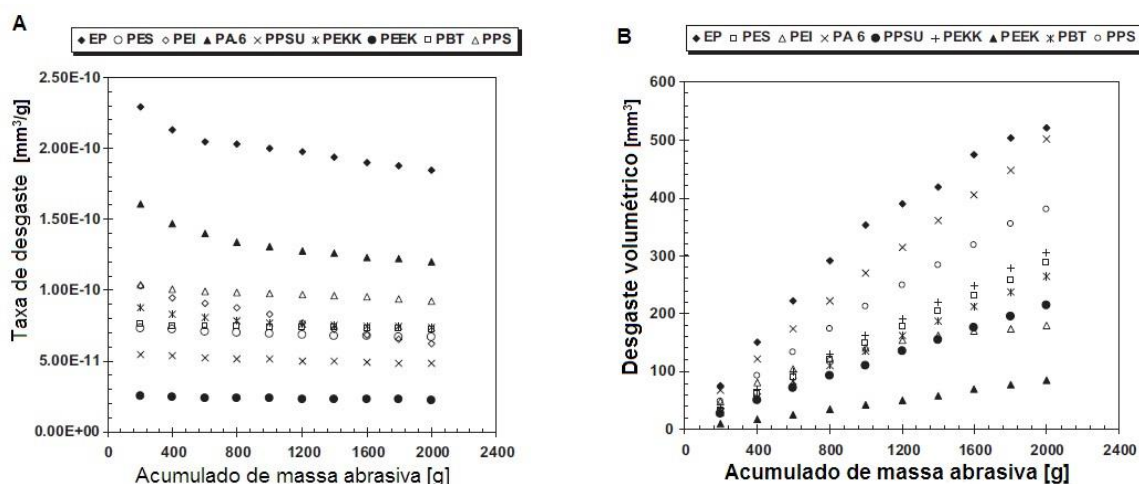 A
EP PES PEI PA.6 PPSU PEKK PEEK PBT PPS
2.50E-10
2.00E-10
1.50E-10
1.00E-10
5.00E-11
0.00E+00
Taxa de desgaste [mm³/g]
0 400 800 1200 1600 2000 2400
Acumulado de massa abrasiva [g]
B
EP PES PEI PA 6 PPSU PEKK PEEK PBT PPS
600
500
400
300
200
100
0
Desgaste volumétrico [mm³]
0 400 800 1200 1600 2000 2400
Acumulado de massa abrasiva [g]